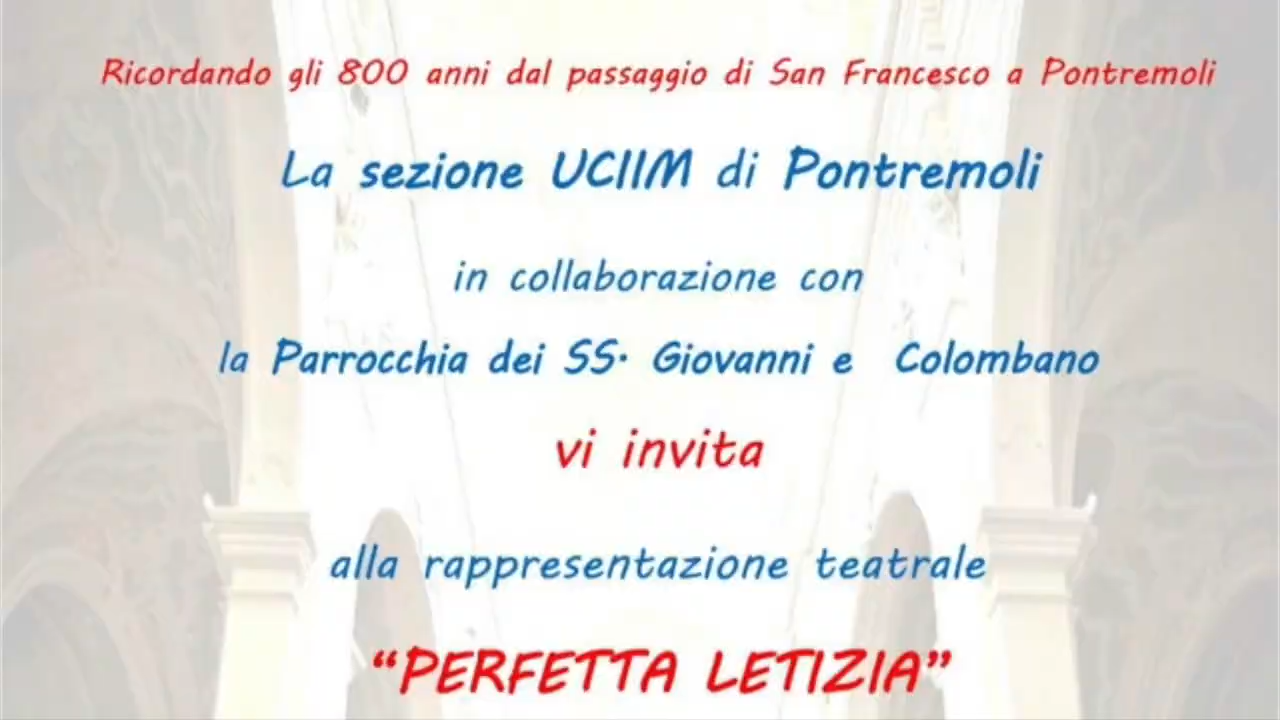 Ricordando gli 800 anni dal passaggio di San Francesco a Pontremoli
La sezione UCIIM di Pontremoli
in collaborazione con
la Parrocchia dei SS. Giovanni e Colombano
vi invita
alla rappresentazione teatrale
“PERFETTA LETIZIA”